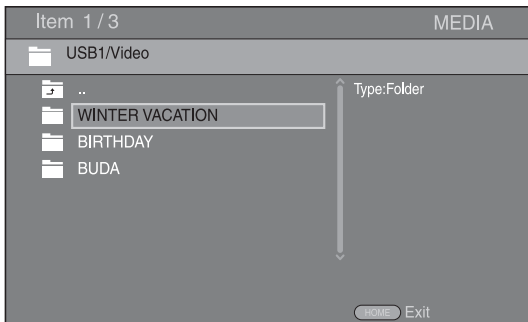 Item 1/3
MEDIA
USB1/Video
..
Type:Folder
WINTER VACATION
BIRTHDAY
BUDA
HOME Exit